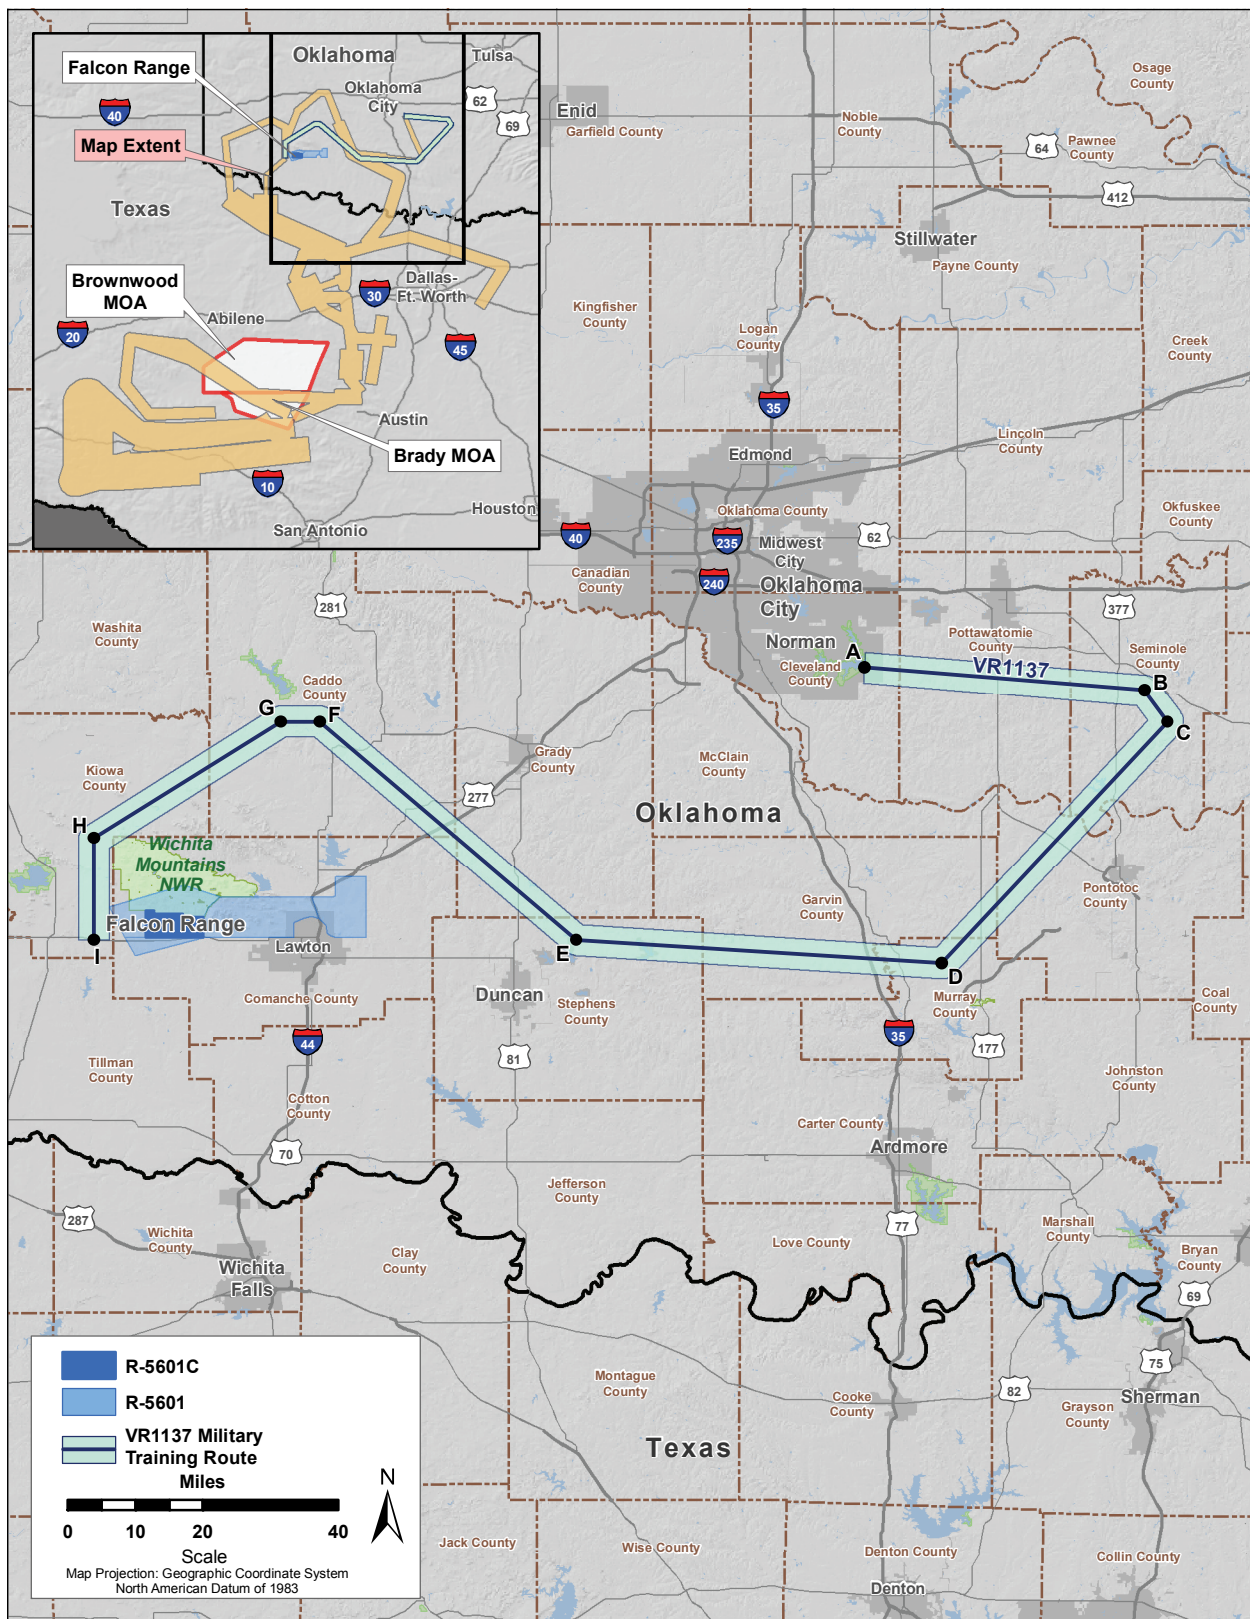 Oklahoma
Tulsa
Falcon Range
Oklahoma
City
62
69
40
Map Extent
Texas
Brownwood
MOA
Dallas-
Ft. Worth
30
Abilene
20
45
Austin
Brady MOA
10
Houston
San Antonio
Osage
County
Enid
Garfield County
Noble
County
64
Pawnee
County
412
Stillwater
Payne County
Kingfisher
County
Logan
County
Creek
County
35
Edmond
Lincoln
County
Oklahoma County
Okfuskee
County
40
235
Midwest
City
62
Canadian
County
240
Oklahoma
City
281
377
Washita
County
Norman
Pottawatomie
County
Seminole
County
A
Cleveland
County
VR1137
B
Caddo
County
G
F
C
Grady
County
McClain
County
Kiowa
County
277
Oklahoma
H
Wichita
Mountains
NWR
Pontotoc
County
Garvin
County
Falcon Range
Lawton
I
E
D
Duncan
Comanche County
Stephens
County
Murray
County
Coal
County
44
35
177
81
Tillman
County
Johnston
County
Cotton
County
Carter County
70
Ardmore
Jefferson
County
287
Wichita
County
77
Marshall
County
Love County
Clay
County
Bryan
County
Wichita
Falls
69
R-5601C
R-5601
VR1137 Military
Training Route
Miles
0 10 20 40
Scale
N
Map Projection: Geographic Coordinate System
North American Datum of 1983
75
Montague
County
82
Cooke
County
Sherman
Grayson
County
Texas
Jack County
Wise County
Denton County
Collin County
Denton